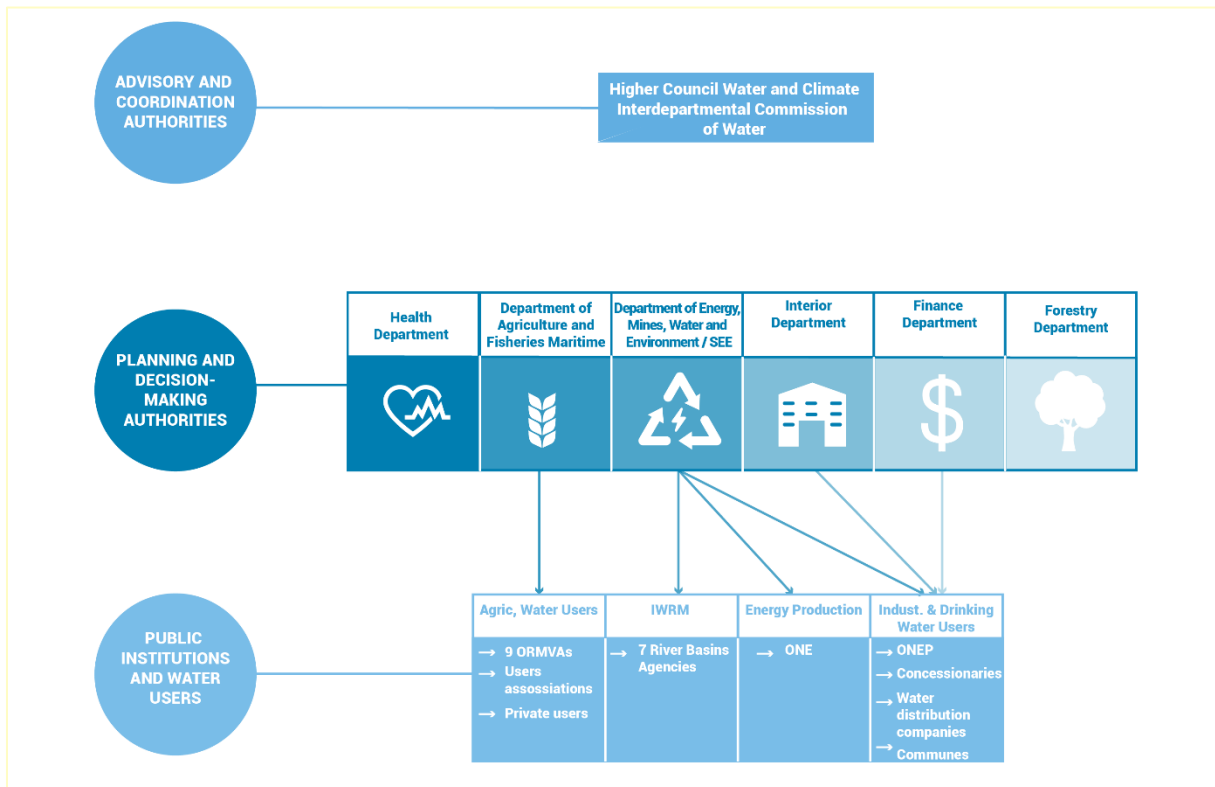 ADVISORY AND
COORDINATION
AUTHORITIES
Higher Council Water and Climate
Interdepartmental Commission
of Water
PLANNING AND
DECISION-
MAKING
AUTHORITIES
Health
Department
Department of
Agriculture and
Fisheries Maritime
Department of Energy,
Mines, Water and
Environment / SEE
Interior
Department
Finance
Department
Forestry
Department
$
PUBLIC
INSTITUTIONS
AND WATER
USERS
Agric, Water Users
→ 9 ORMVAs
→ Users
assossiations
→ Private users
IWRM
→ 7 River Basins
Agencies
Energy Production
→ ONE
Indust. & Drinking
Water Users
→ ONEP
→ Concessionaries
→ Water
distribution
companies
→ Communes